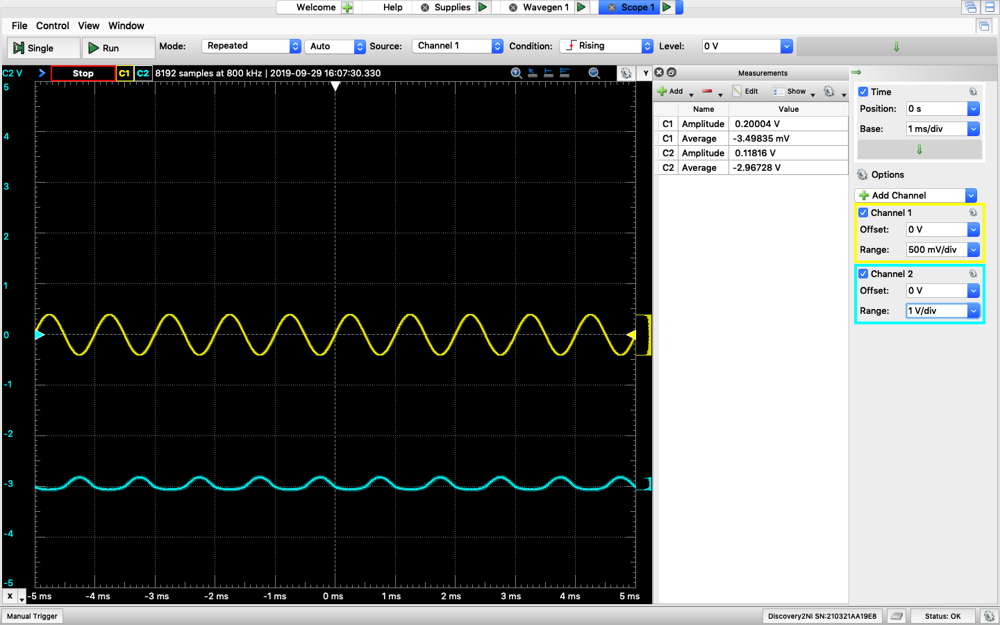 Welcome Help Supplies Wavegen 1 Scope 1
File Control View Window
Single Run Mode: Repeated Auto Source: Channel 1 Condition: Rising Level: 0 V
C2 V Stop C1 C2 8192 samples at 800 kHz | 2019-09-29 16:07:30.330 Y
5
4
3
2
1
0
-1
-2
-3
-4
-5
X -5 ms -4 ms -3 ms -2 ms -1 ms 0 ms 1 ms 2 ms 3 ms 4 ms 5 ms
Measurements
Add Edit Show
Name Value
C1 Amplitude 0.20004 V
C1 Average -3.49835 mV
C2 Amplitude 0.11816 V
C2 Average -2.96728 V
Time
Position: 0 s
Base: 1 ms/div
Options
Add Channel
Channel 1
Offset: 0 V
Range: 500 mV/div
Channel 2
Offset: 0 V
Range: 1 V/div
Manual Trigger Discovery2NI SN:210321AA19E8 Status: OK